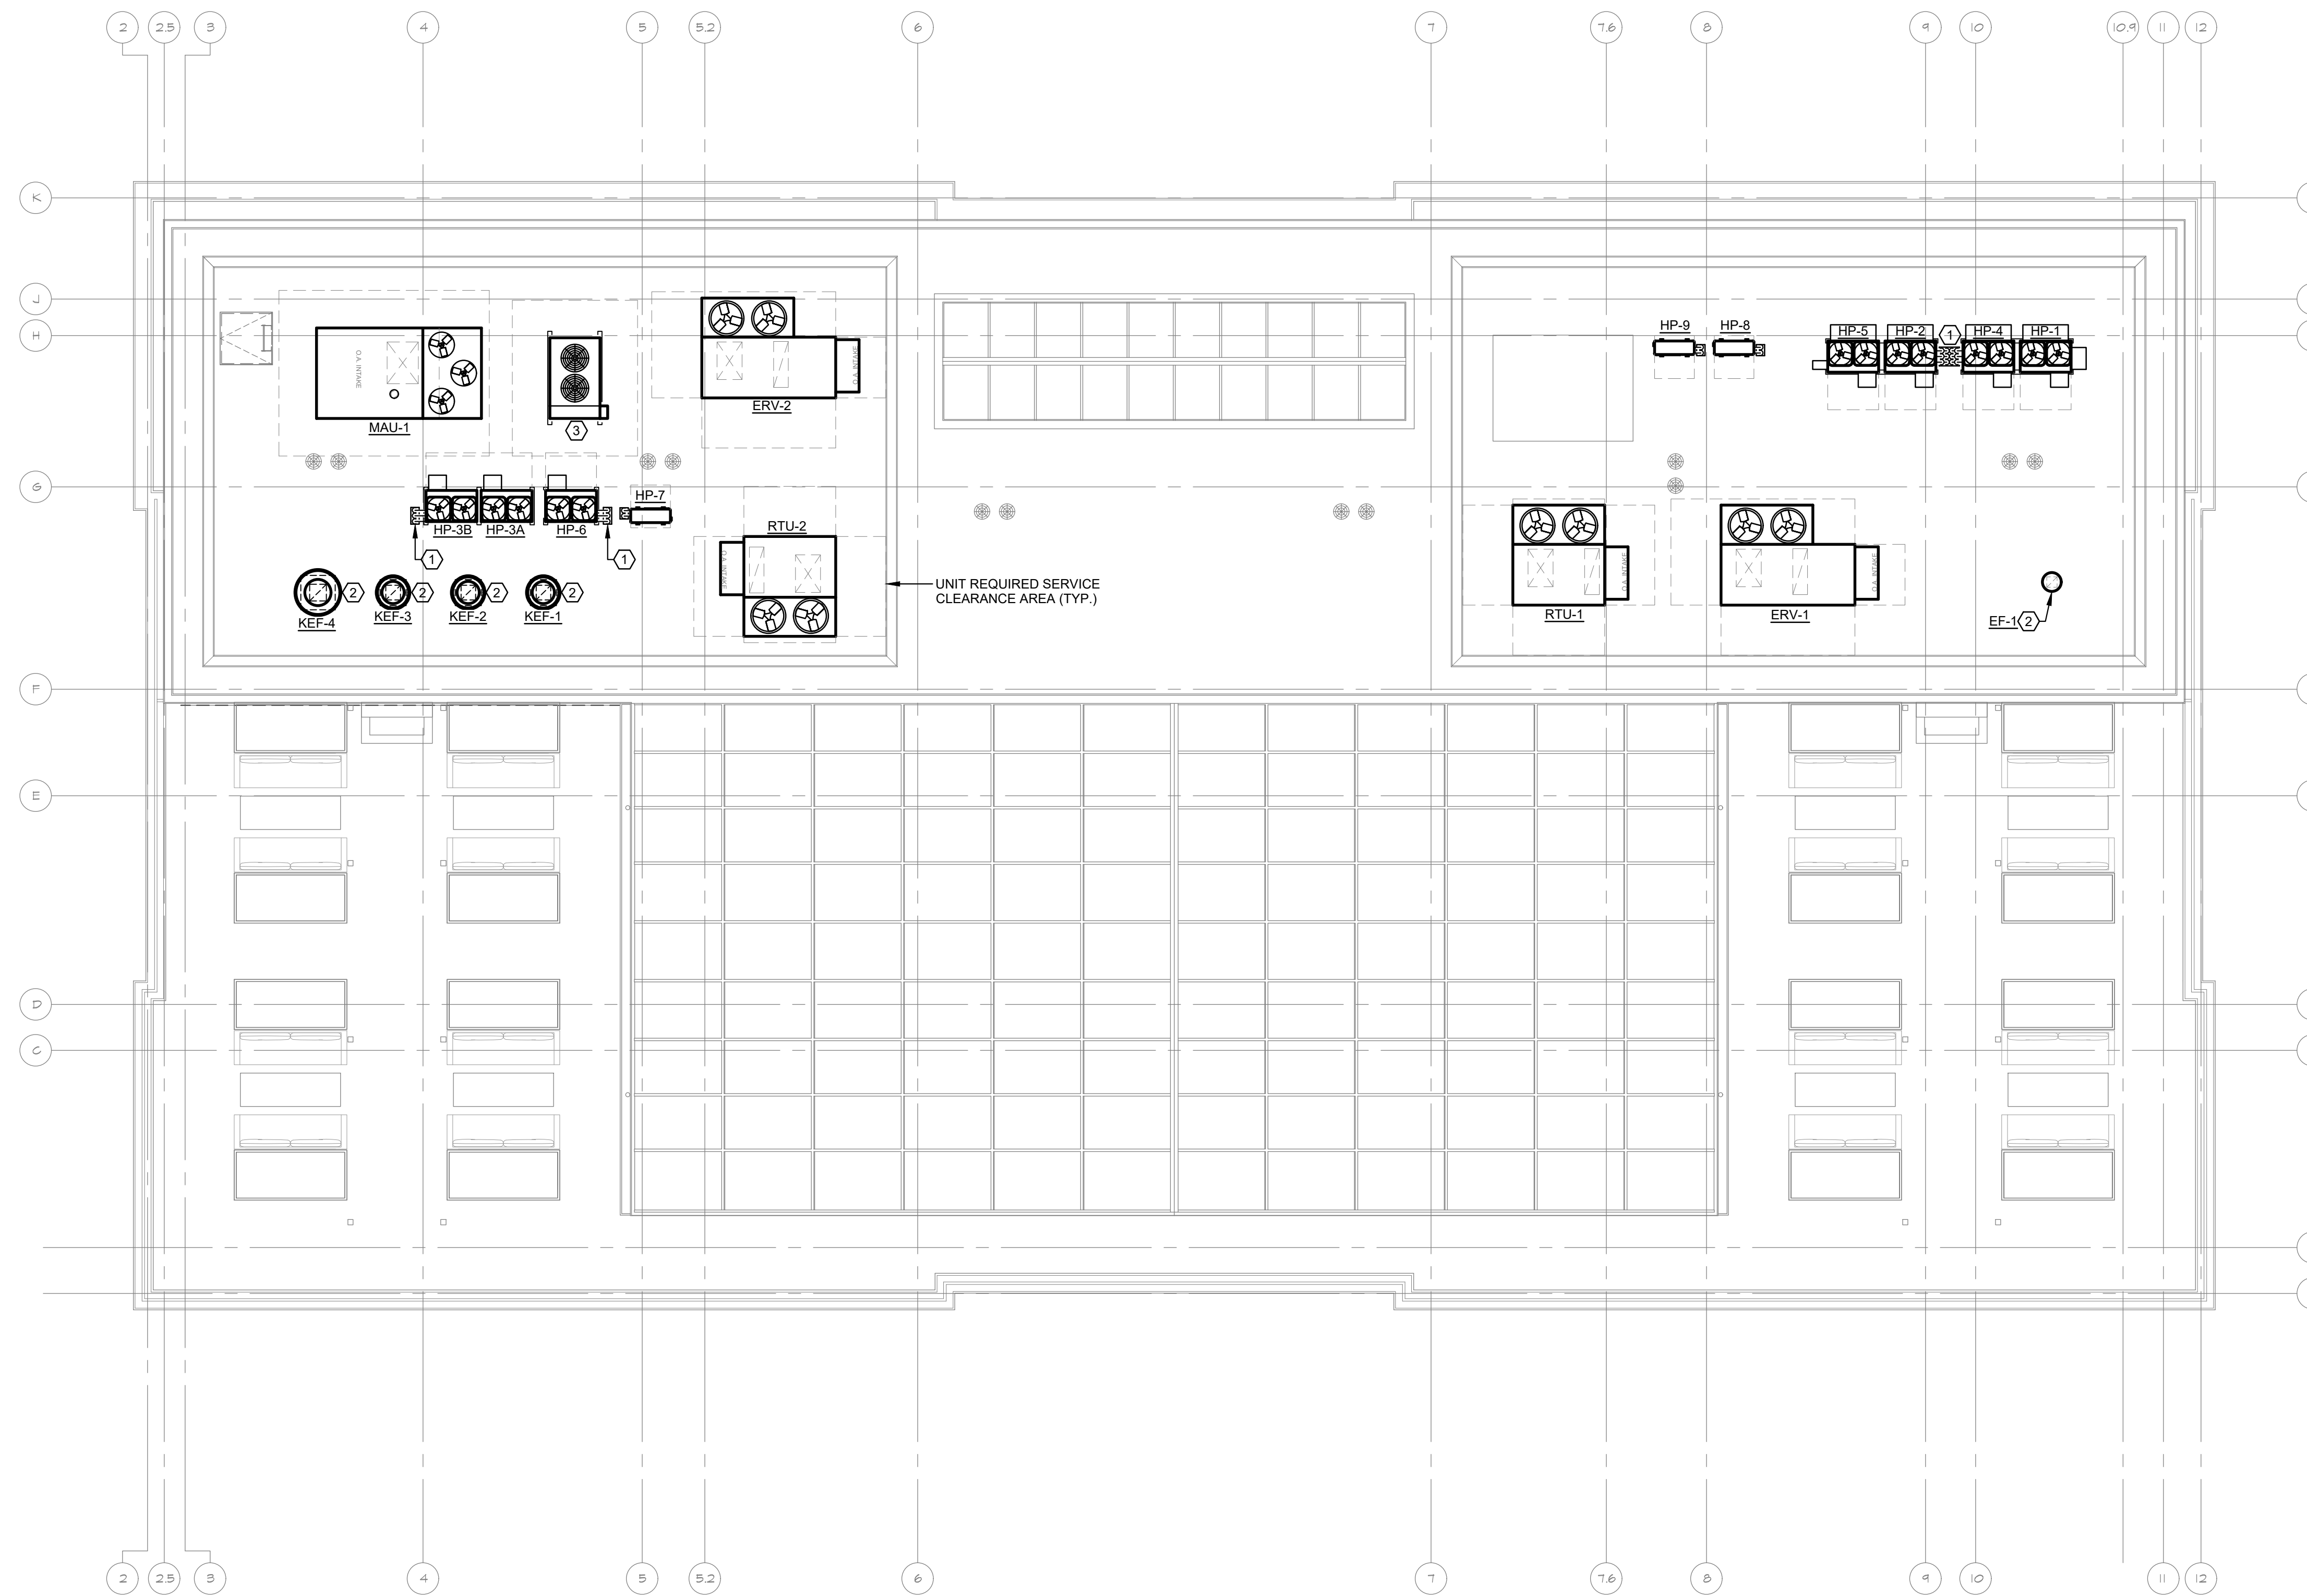 2 2.5 3 4 5 5.2 6 7 7.6 8 9 10 10.9 11 12
K
J
H
HP-9 HP-8 HP-5 HP-2 1 HP-4 HP-1
O.A. INTAKE
O.A. INTAKE
ERV-2
MAU-1
3
G
HP-7
HP-3B HP-3A HP-6
RTU-2
1
1
O.A. INTAKE
O.A. INTAKE
O.A. INTAKE
UNIT REQUIRED SERVICE
CLEARANCE AREA (TYP.)
2 2 2 2
KEF-4 KEF-3 KEF-2 KEF-1
RTU-1 ERV-1
EF-1 2
F
E
D
C
2 2.5 3 4 5 5.2 6 7 7.6 8 9 10 11 12